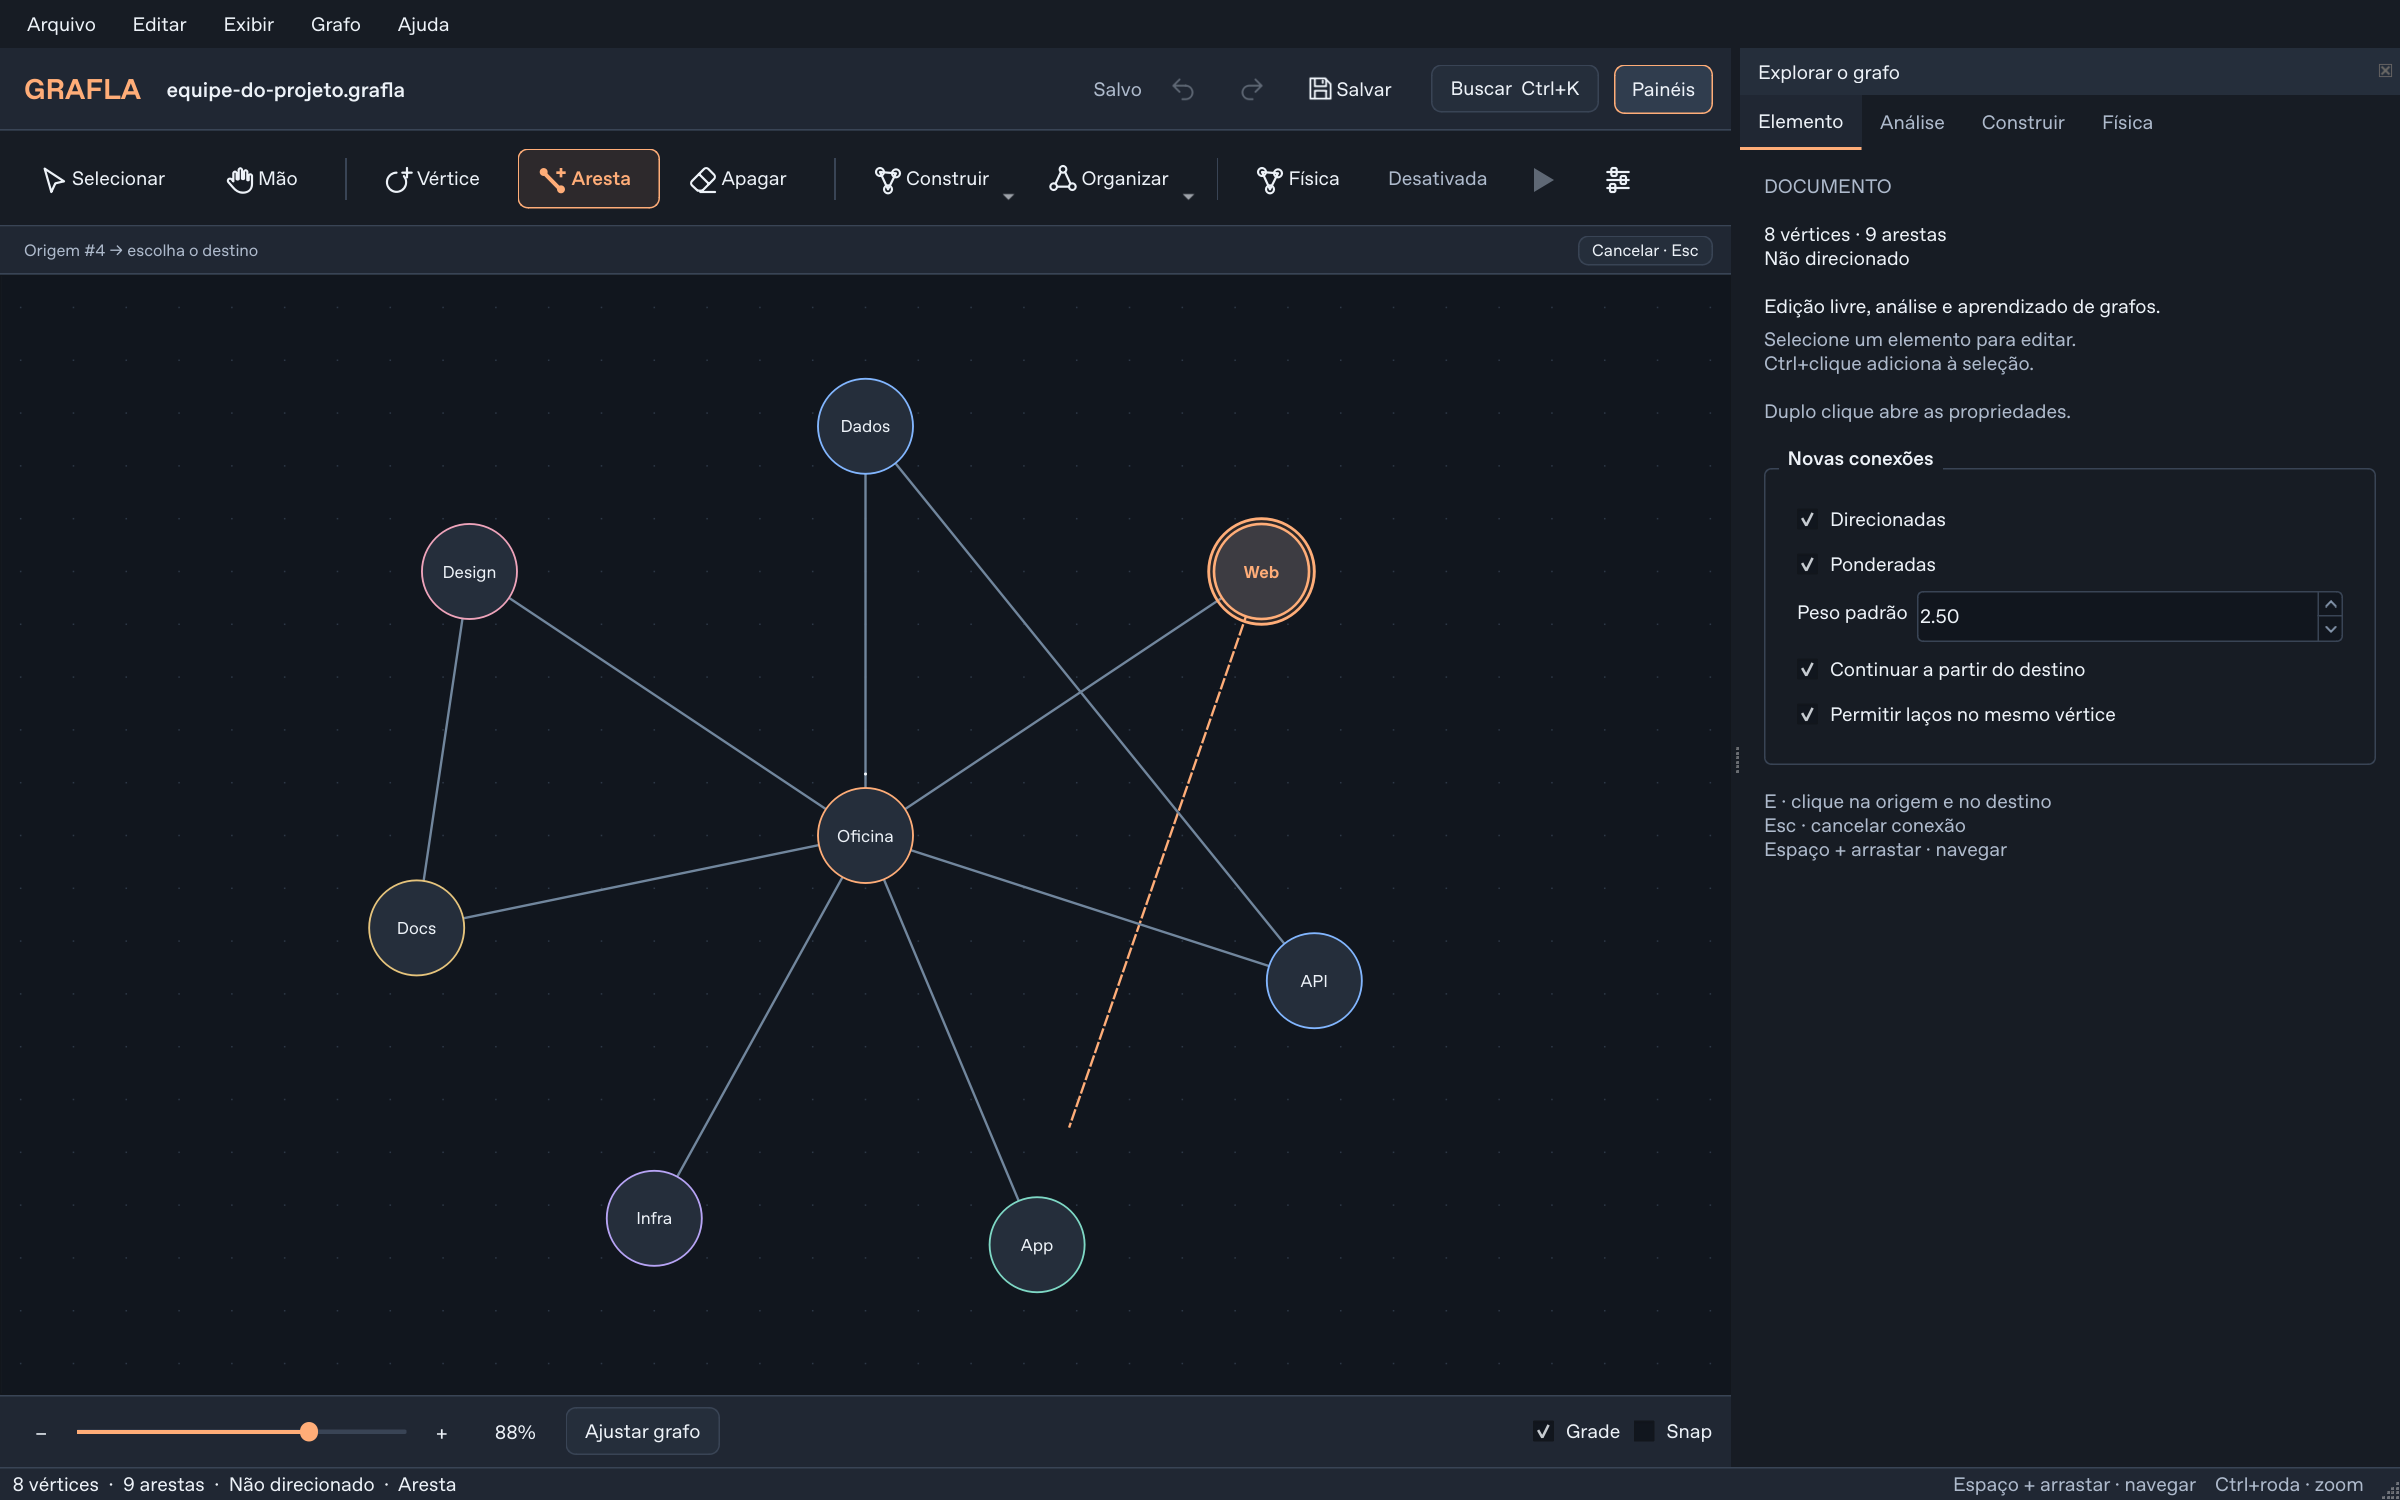 Arquivo Editar Exibir Grafo Ajuda
GRAFLA equipe-do-projeto.grafla Salvo Salvar Buscar Ctrl+K Painéis
Selecionar Mão Vértice Aresta Apagar Construir Organizar Física Desativada
Origem #4 → escolha o destino Cancelar · Esc
Dados
Design
Web
Oficina
Docs
API
Infra
App
− + 88% Ajustar grafo Grade Snap
8 vértices · 9 arestas · Não direcionado · Aresta
Explorar o grafo
Elemento Análise Construir Física
DOCUMENTO
8 vértices · 9 arestas
Não direcionado
Edição livre, análise e aprendizado de grafos.
Selecione um elemento para editar.
Ctrl+clique adiciona à seleção.
Duplo clique abre as propriedades.
Novas conexões
Direcionadas
Ponderadas
Peso padrão 2.50
Continuar a partir do destino
Permitir laços no mesmo vértice
E · clique na origem e no destino
Esc · cancelar conexão
Espaço + arrastar · navegar
Espaço + arrastar · navegar Ctrl+roda · zoom